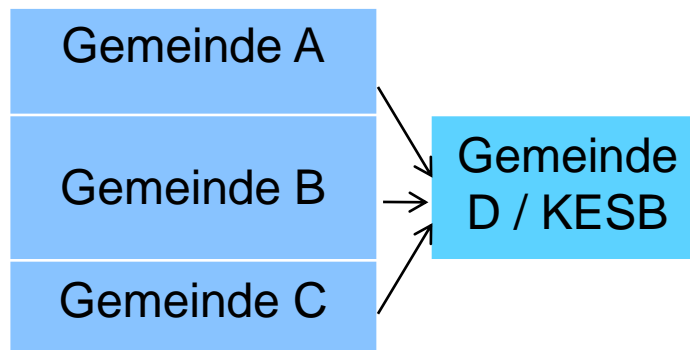 Gemeinde A
Gemeinde B
Gemeinde C
Gemeinde
D / KESB